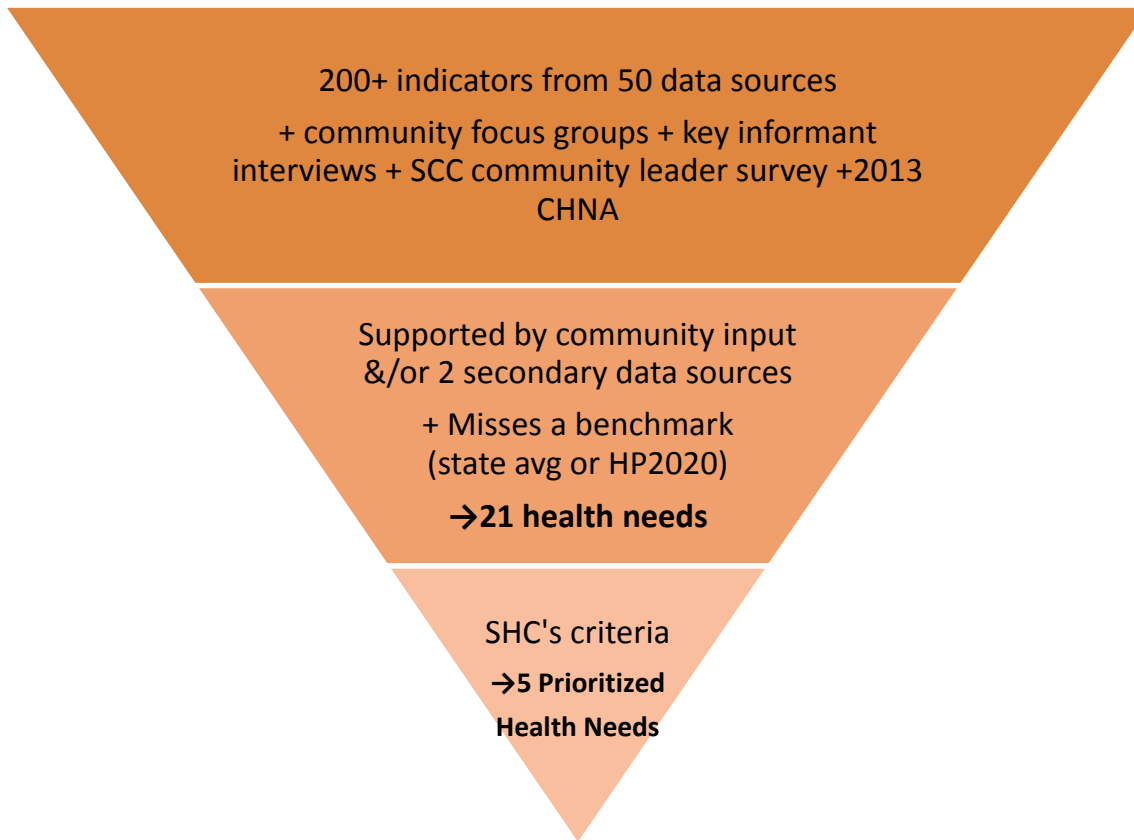 200+ indicators from 50 data sources
+ community focus groups + key informant
interviews + SCC community leader survey +2013
CHNA
Supported by community input
&/or 2 secondary data sources
+ Misses a benchmark
(state avg or HP2020)
→21 health needs
SHC's criteria
→5 Prioritized
Health Needs